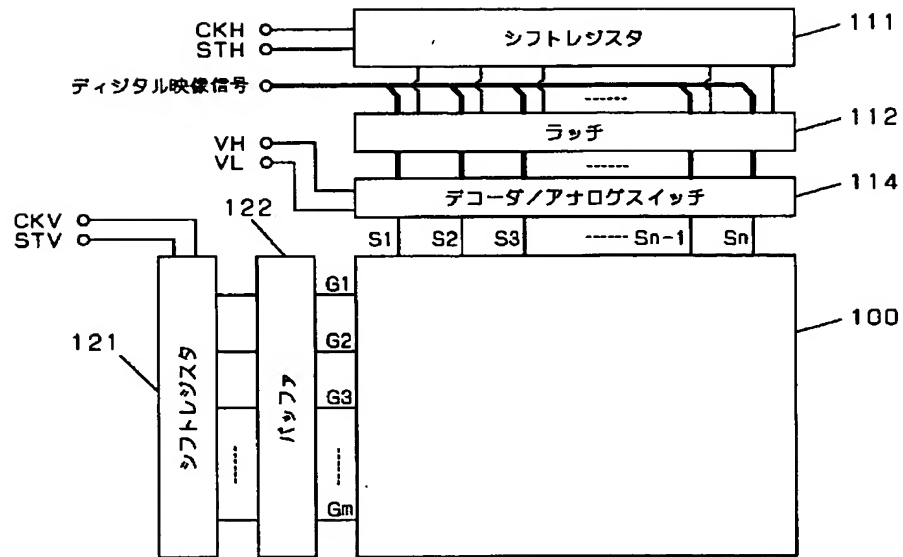 CKH
STH
シフトレジスタ
111
ディジタル映像信号
------
ラッチ
112
VH
VL
------
デコーダ/アナログスイッチ
114
CKV
STV
122
S1
S2
S3
------
Sn-1
Sn
121
シフトレジスタ
バッファ
G1
G2
G3
------
------
Gm
100